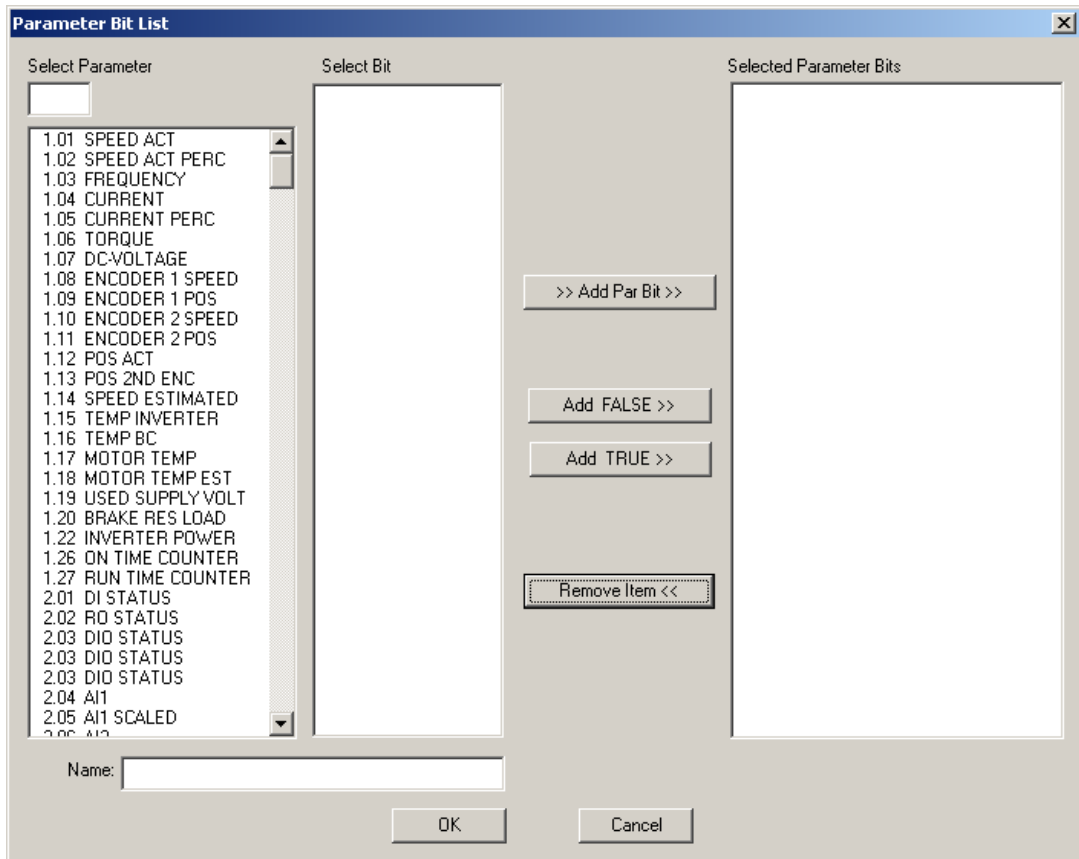 Parameter Bit List
Select Parameter
Select Bit
Selected Parameter Bits
1.01 SPEED ACT
1.02 SPEED ACT PERC
1.03 FREQUENCY
1.04 CURRENT
1.05 CURRENT PERC
1.06 TORQUE
1.07 DC-VOLTAGE
1.08 ENCODER 1 SPEED
1.09 ENCODER 1 POS
1.10 ENCODER 2 SPEED
1.11 ENCODER 2 POS
1.12 POS ACT
1.13 POS 2ND ENC
1.14 SPEED ESTIMATED
1.15 TEMP INVERTER
1.16 TEMP BC
1.17 MOTOR TEMP
1.18 MOTOR TEMP EST
1.19 USED SUPPLY VOLT
1.20 BRAKE RES LOAD
1.22 INVERTER POWER
1.26 ON TIME COUNTER
1.27 RUN TIME COUNTER
2.01 DI STATUS
2.02 RO STATUS
2.03 DIO STATUS
2.03 DIO STATUS
2.03 DIO STATUS
2.04 AI1
2.05 AI1 SCALED
>> Add Par Bit >>
Add FALSE >>
Add TRUE >>
Remove Item <<
Name:
OK
Cancel